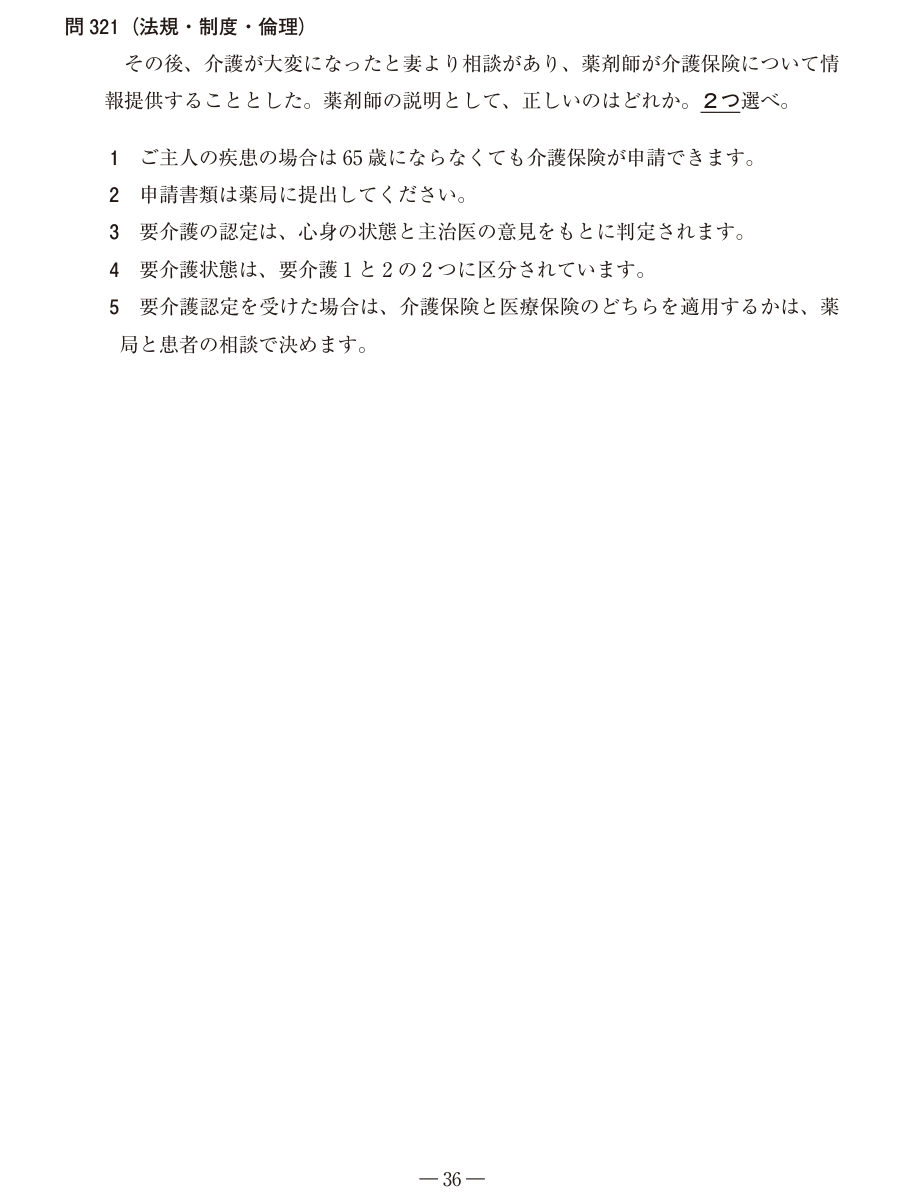 問 321（法規・制度・倫理）
その後、介護が大変になったと妻より相談があり、薬剤師が介護保険について情
報提供することとした。薬剤師の説明として、正しいのはどれか。２つ選べ。
1 ご主人の疾患の場合は 65 歳にならなくても介護保険が申請できます。
2 申請書類は薬局に提出してください。
3 要介護の認定は、心身の状態と主治医の意見をもとに判定されます。
4 要介護状態は、要介護１と２の２つに区分されています。
5 要介護認定を受けた場合は、介護保険と医療保険のどちらを適用するかは、薬
局と患者の相談で決めます。
— 36 —